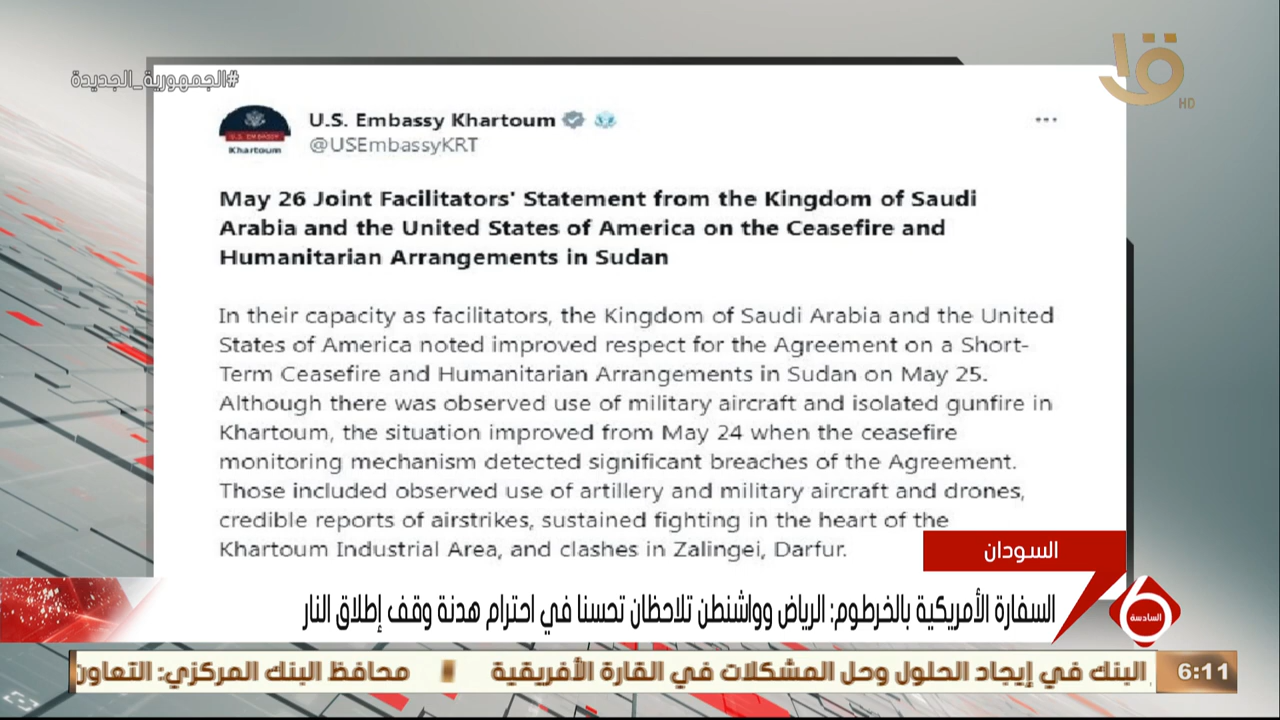 #الجمهورية_الجديدة
HD
U.S. EMBASSY
Khartoum
U.S. Embassy Khartoum
@USEmbassyKRT
May 26 Joint Facilitators' Statement from the Kingdom of Saudi
Arabia and the United States of America on the Ceasefire and
Humanitarian Arrangements in Sudan
In their capacity as facilitators, the Kingdom of Saudi Arabia and the United
States of America noted improved respect for the Agreement on a Short-
Term Ceasefire and Humanitarian Arrangements in Sudan on May 25.
Although there was observed use of military aircraft and isolated gunfire in
Khartoum, the situation improved from May 24 when the ceasefire
monitoring mechanism detected significant breaches of the Agreement.
Those included observed use of artillery and military aircraft and drones,
credible reports of airstrikes, sustained fighting in the heart of the
Khartoum Industrial Area, and clashes in Zalingei, Darfur.
السودان
السفارة الأمريكية بالخرطوم: الرياض وواشنطن تلاحظان تحسنا في احترام هدنة وقف إطلاق النار
السادسة
البنك في إيجاد الحلول وحل المشكلات في القارة الأفريقية محافظ البنك المركزي: التعاون
6:11